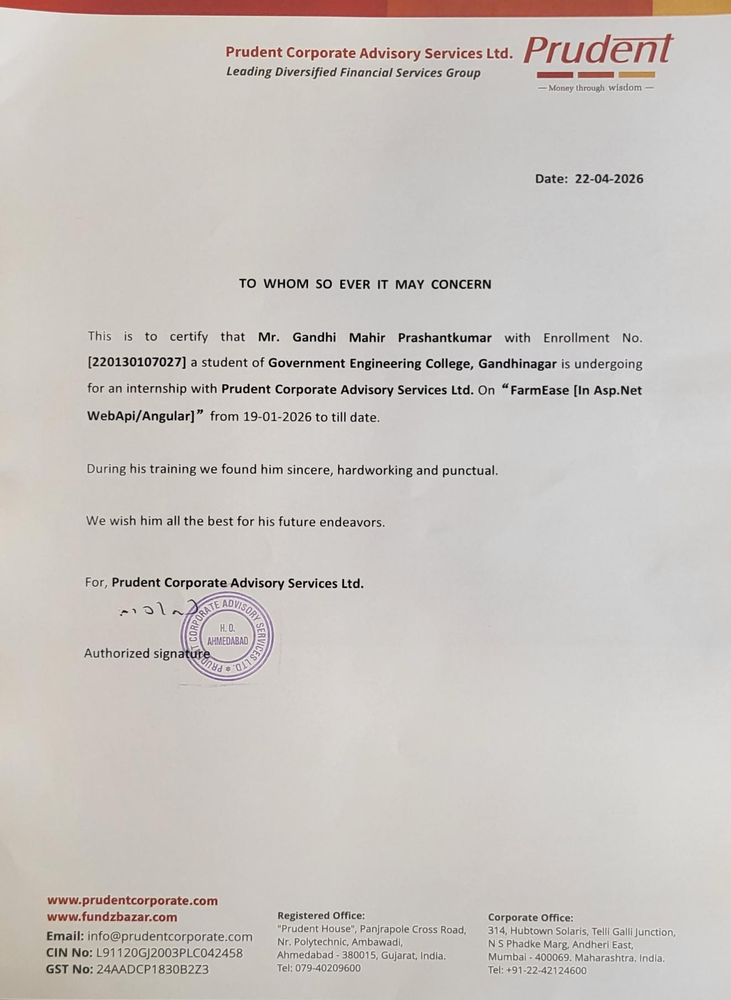 Prudent Corporate Advisory Services Ltd.
Leading Diversified Financial Services Group
Prudent
— Money through wisdom —
Date: 22-04-2026
TO WHOM SO EVER IT MAY CONCERN
This is to certify that Mr. Gandhi Mahir Prashantkumar with Enrollment No.
[220130107027] a student of Government Engineering College, Gandhinagar is undergoing
for an internship with Prudent Corporate Advisory Services Ltd. On “FarmEase [In Asp.Net
WebApi/Angular]” from 19-01-2026 to till date.
During his training we found him sincere, hardworking and punctual.
We wish him all the best for his future endeavors.
For, Prudent Corporate Advisory Services Ltd.
PRUDENT CORPORATE ADVISORY SERVICES LTD. *
H. O.
AHMEDABAD
Authorized signature
www.prudentcorporate.com
www.fundzbazar.com
Email: info@prudentcorporate.com
CIN No: L91120GJ2003PLC042458
GST No: 24AADCP1830B2Z3
Registered Office:
"Prudent House", Panjrapole Cross Road,
Nr. Polytechnic, Ambawadi,
Ahmedabad - 380015, Gujarat, India.
Tel: 079-40209600
Corporate Office:
314, Hubtown Solaris, Telli Galli Junction,
N S Phadke Marg, Andheri East,
Mumbai - 400069. Maharashtra. India.
Tel: +91-22-42124600